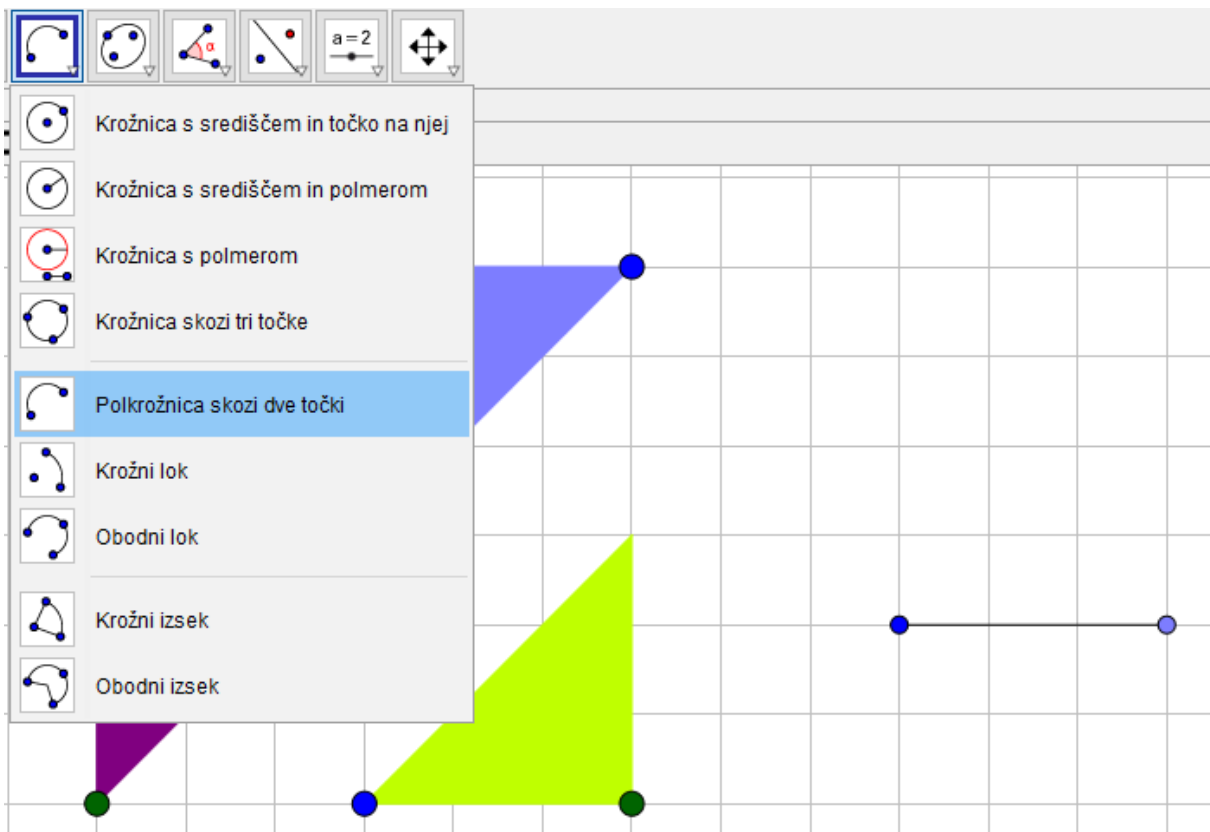 α a=2
Krožnica s središčem in točko na njej
Krožnica s središčem in polmerom
Krožnica s polmerom
Krožnica skozi tri točke
Polkrožnica skozi dve točki
Krožni lok
Obodni lok
Krožni izsek
Obodni izsek